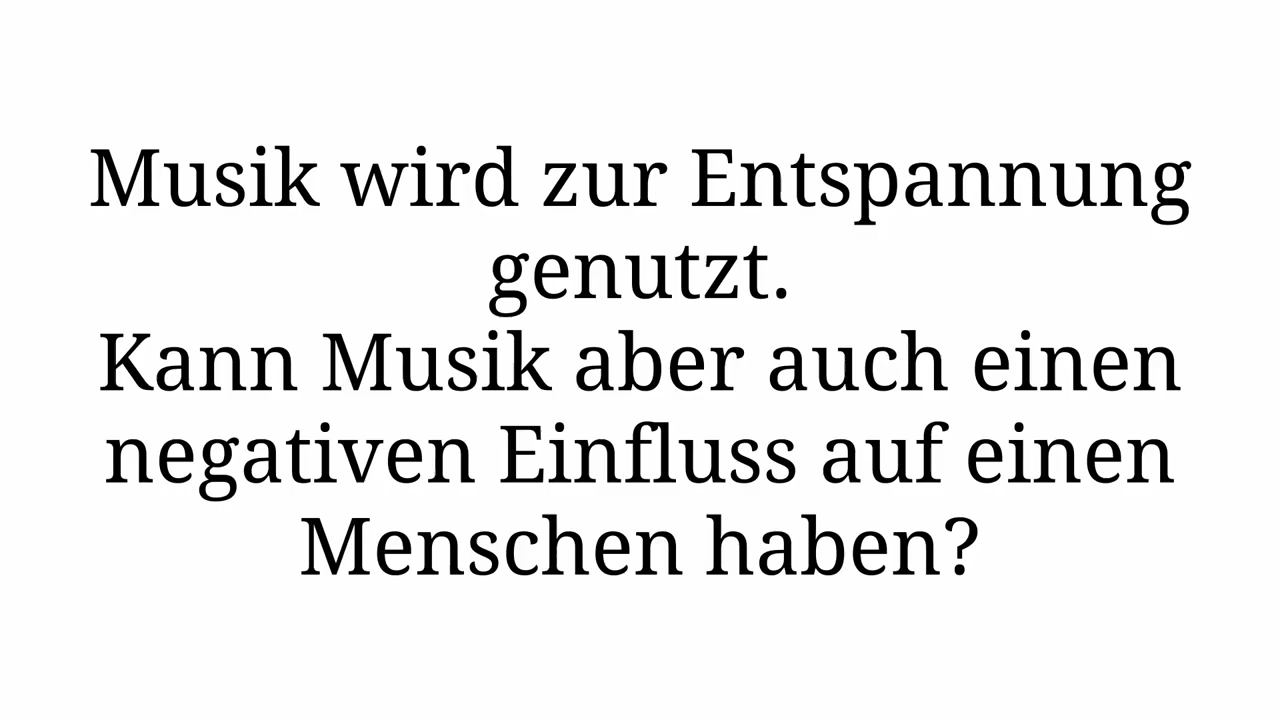 Musik wird zur Entspannung
genutzt.
Kann Musik aber auch einen
negativen Einfluss auf einen
Menschen haben?